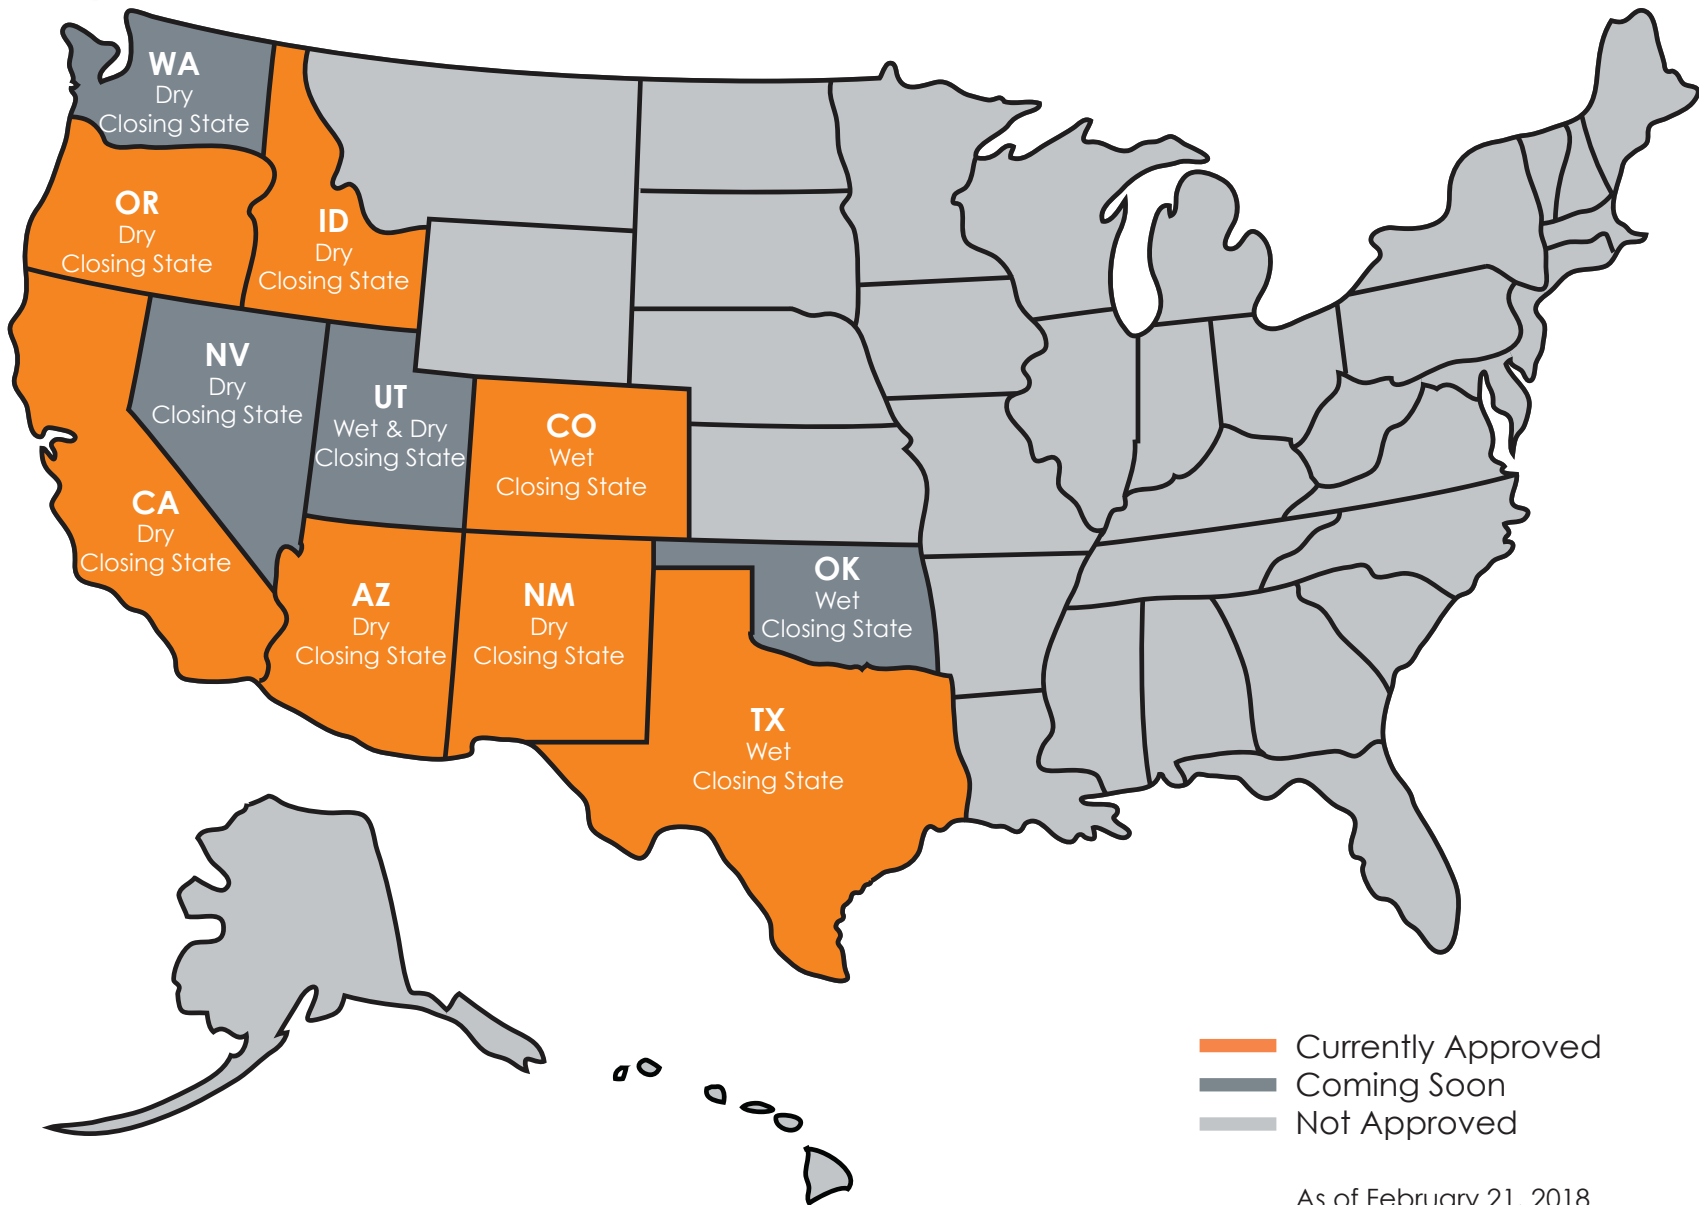 WA
Dry
Closing State
OR
Dry
Closing State
ID
Dry
Closing State
NV
Dry
Closing State
UT
Wet & Dry
Closing State
CO
Wet
Closing State
CA
Dry
Closing State
AZ
Dry
Closing State
NM
Dry
Closing State
OK
Wet
Closing State
TX
Wet
Closing State
Currently Approved
Coming Soon
Not Approved
As of February 21, 2018